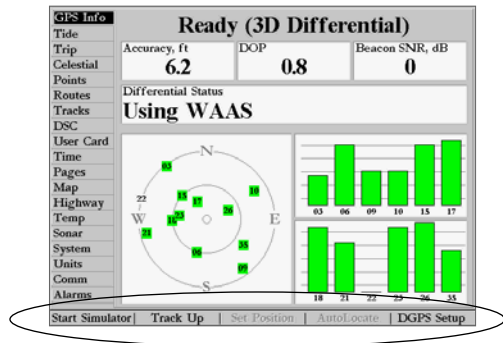 GPS Info
Tide
Trip
Celestial
Points
Routes
Tracks
DSC
User Card
Time
Pages
Map
Highway
Temp
Sonar
System
Units
Comm
Alarms
Ready (3D Differential)
Accuracy, ft
6.2
DOP
0.8
Beacon SNR, dB
0
Differential Status
Using WAAS
N
03
22
15
17
10
W
18
23
26
E
21
06
35
09
S
03 06 09 10 15 17
18 21 22 23 26 35
Start Simulator| Track Up | Set Position | AutoLocate | DGPS Setup